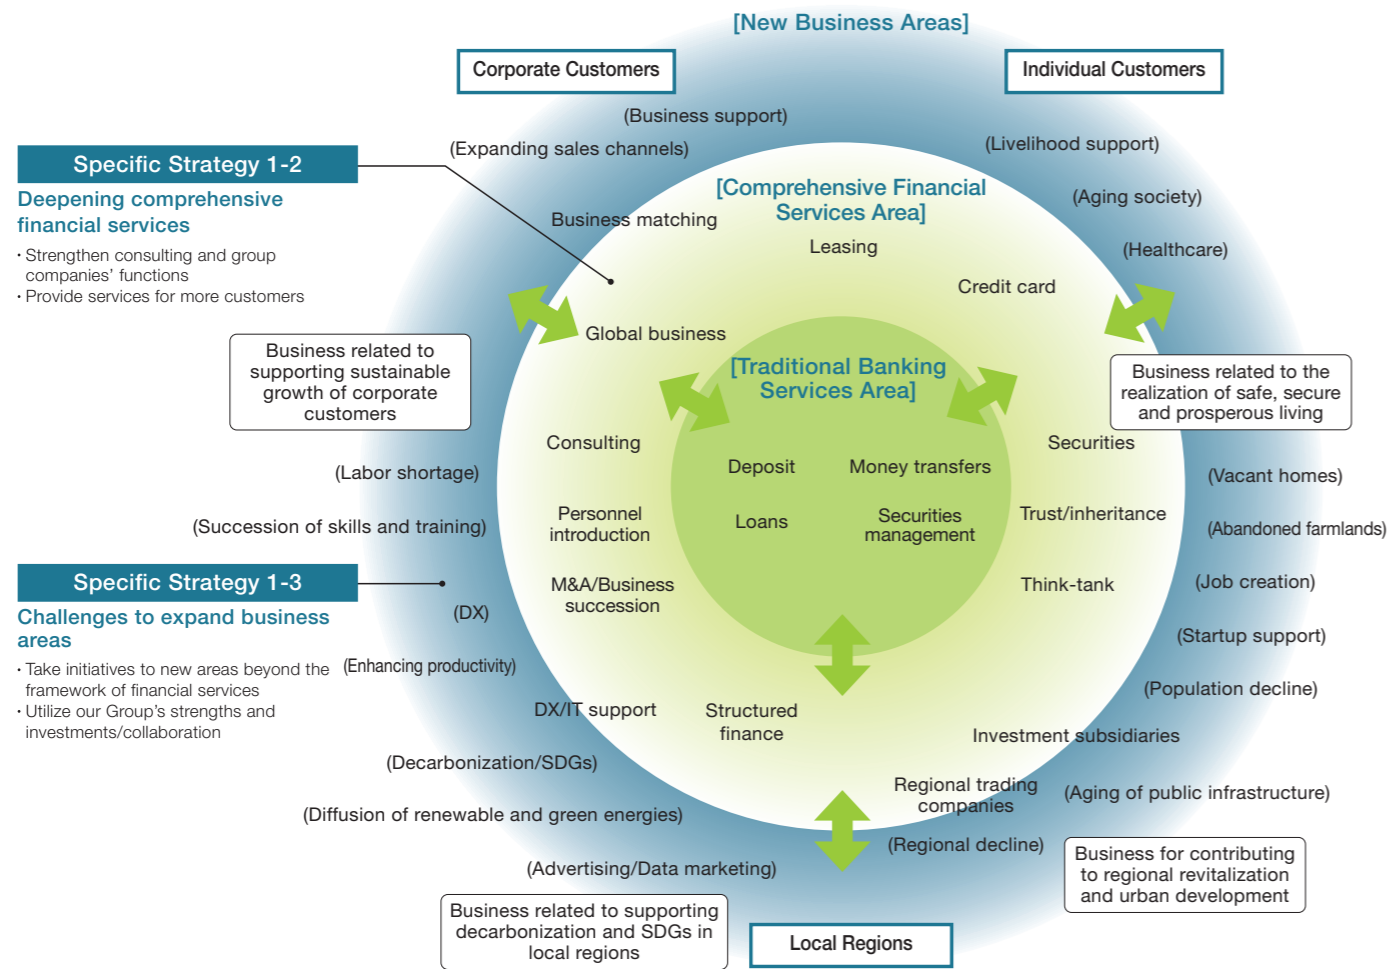 [New Business Areas]
Corporate Customers
Individual Customers
(Business support)
(Expanding sales channels)
(Livelihood support)
Specific Strategy 1-2
Deepening comprehensive
financial services
・Strengthen consulting and group
companies’ functions
・Provide services for more customers
[Comprehensive Financial
Services Area]
Business matching
Leasing
(Aging society)
(Healthcare)
Credit card
Global business
Business related to
supporting sustainable
growth of corporate
customers
[Traditional Banking
Services Area]
Business related to the
realization of safe, secure
and prosperous living
Consulting
Securities
Deposit
Money transfers
(Labor shortage)
(Vacant homes)
(Succession of skills and training)
Personnel
introduction
Loans
Securities
management
Trust/inheritance
(Abandoned farmlands)
Specific Strategy 1-3
Challenges to expand business
areas
・Take initiatives to new areas beyond the
framework of financial services
・Utilize our Group’s strengths and
investments/collaboration
M&A/Business
succession
Think-tank
(Job creation)
(DX)
(Startup support)
(Enhancing productivity)
(Population decline)
DX/IT support
Structured
finance
Investment subsidiaries
(Decarbonization/SDGs)
Regional trading
companies
(Aging of public infrastructure)
(Diffusion of renewable and green energies)
(Regional decline)
(Advertising/Data marketing)
Business for contributing
to regional revitalization
and urban development
Business related to supporting
decarbonization and SDGs in
local regions
Local Regions